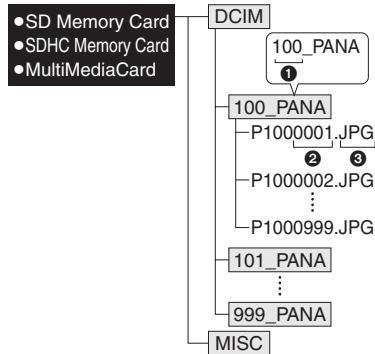 ●SD Memory Card
●SDHC Memory Card
●MultiMediaCard
DCIM
100_PANA
❶
100_PANA
P1000001.JPG
❷ ❸
P1000002.JPG
P1000999.JPG
101_PANA
999_PANA
MISC